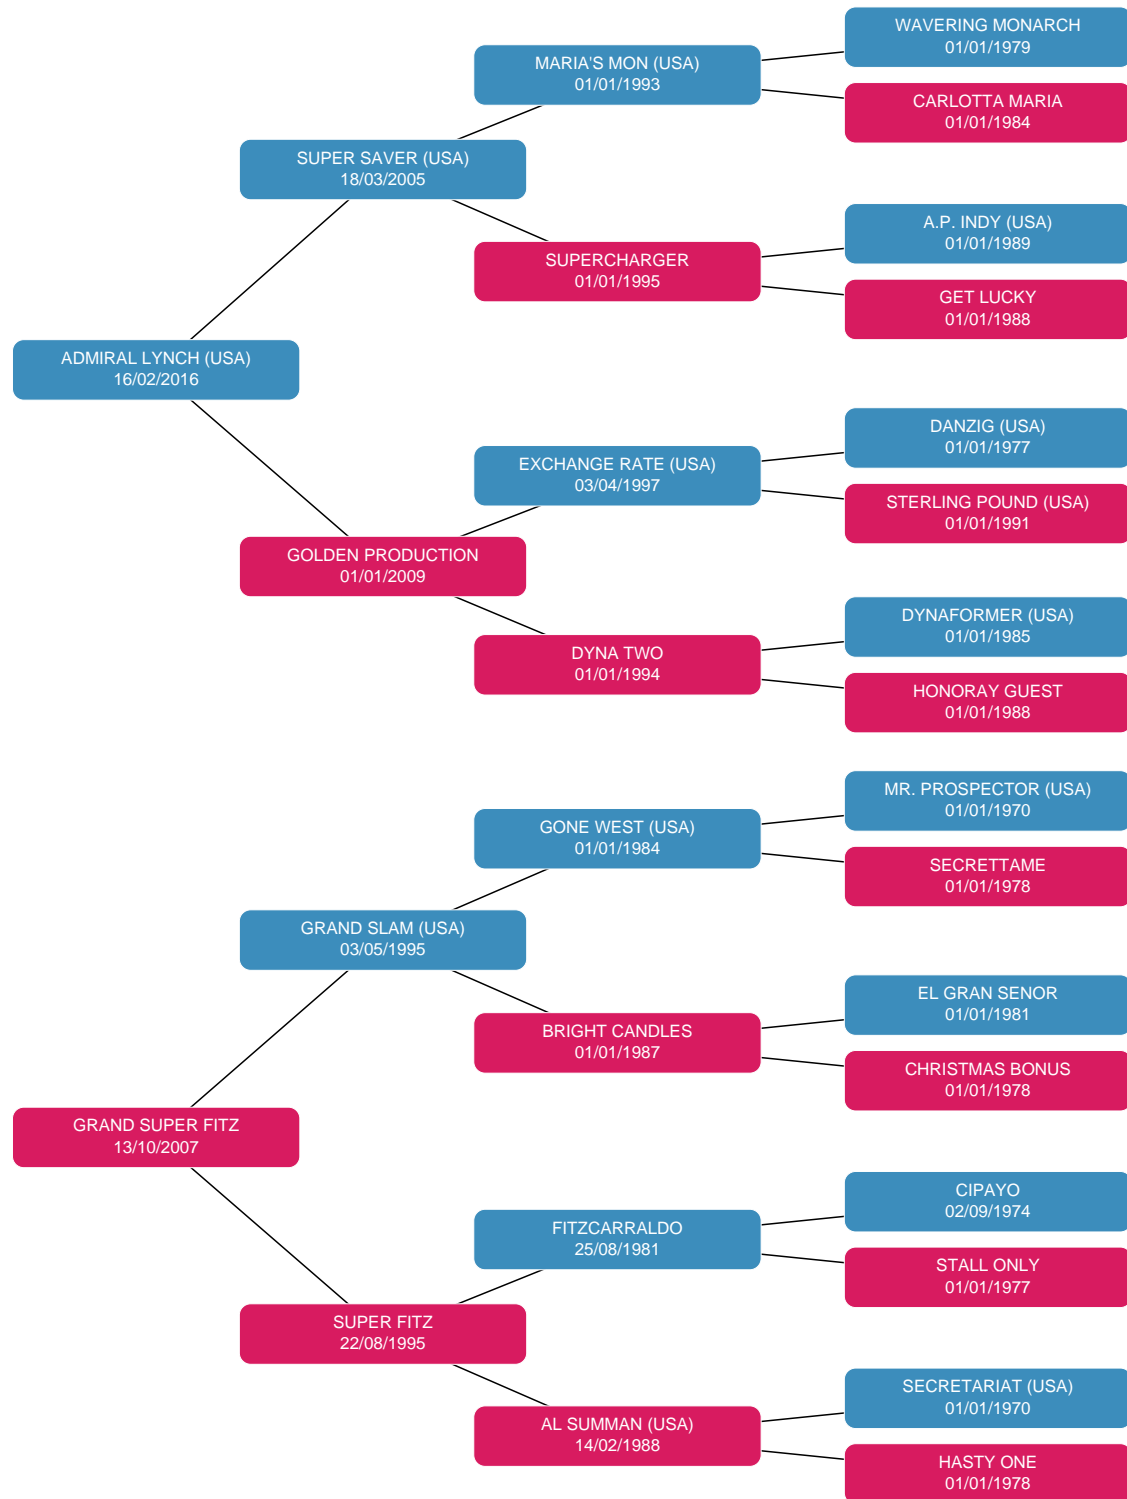 WAVERING MONARCH
01/01/1979
MARIA'S MON (USA)
01/01/1993
CARLOTTA MARIA
01/01/1984
SUPER SAVER (USA)
18/03/2005
A.P. INDY (USA)
01/01/1989
SUPERCHARGER
01/01/1995
GET LUCKY
01/01/1988
ADMIRAL LYNCH (USA)
16/02/2016
DANZIG (USA)
01/01/1977
EXCHANGE RATE (USA)
03/04/1997
STERLING POUND (USA)
01/01/1991
GOLDEN PRODUCTION
01/01/2009
DYNAFORMER (USA)
01/01/1985
DYNA TWO
01/01/1994
HONORAY GUEST
01/01/1988
MR. PROSPECTOR (USA)
01/01/1970
GONE WEST (USA)
01/01/1984
SECRETTAME
01/01/1978
GRAND SLAM (USA)
03/05/1995
EL GRAN SENOR
01/01/1981
BRIGHT CANDLES
01/01/1987
CHRISTMAS BONUS
01/01/1978
GRAND SUPER FITZ
13/10/2007
CIPAYO
02/09/1974
FITZCARRALDO
25/08/1981
STALL ONLY
01/01/1977
SUPER FITZ
22/08/1995
SECRETARIAT (USA)
01/01/1970
AL SUMMAN (USA)
14/02/1988
HASTY ONE
01/01/1978